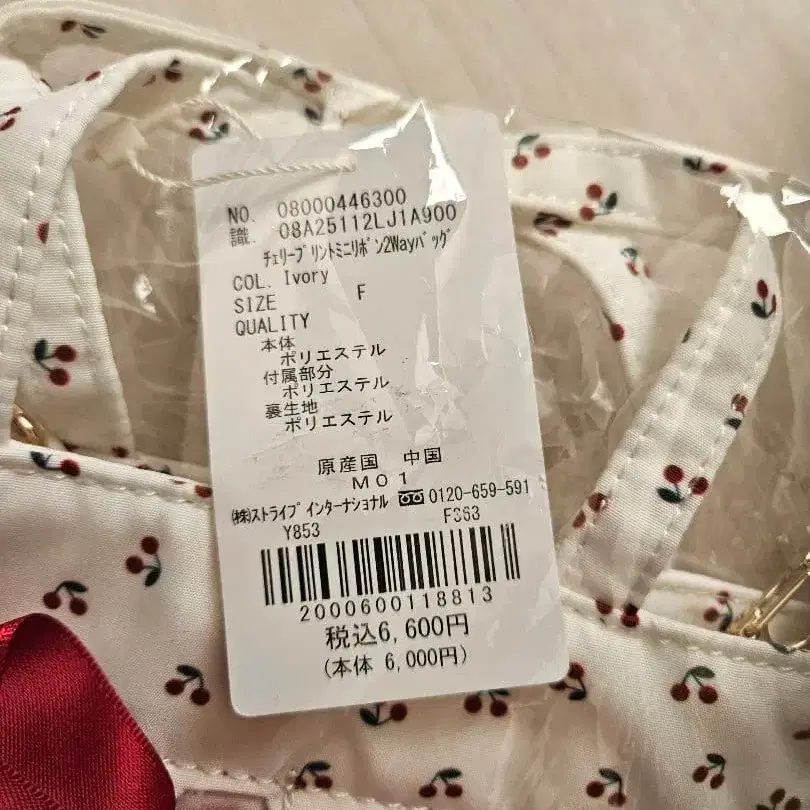 NO. 08000446300
識. 08A25112LJ1A900
ﾁｪﾘｰﾌﾟﾘﾝﾄﾐﾆﾘﾎﾞﾝ2Wayﾊﾞｯｸﾞ
COL. Ivory
SIZE F
QUALITY
本体
ポリエステル
付属部分
ポリエステル
裏生地
ポリエステル
原産国 中国
M01
㈱ｽﾄﾗｲﾌﾟ ｲﾝﾀｰﾅｼｮﾅﾙ 0120-659-591
Y853 F363
2000600118813
税込6,600円
(本体 6,000円)